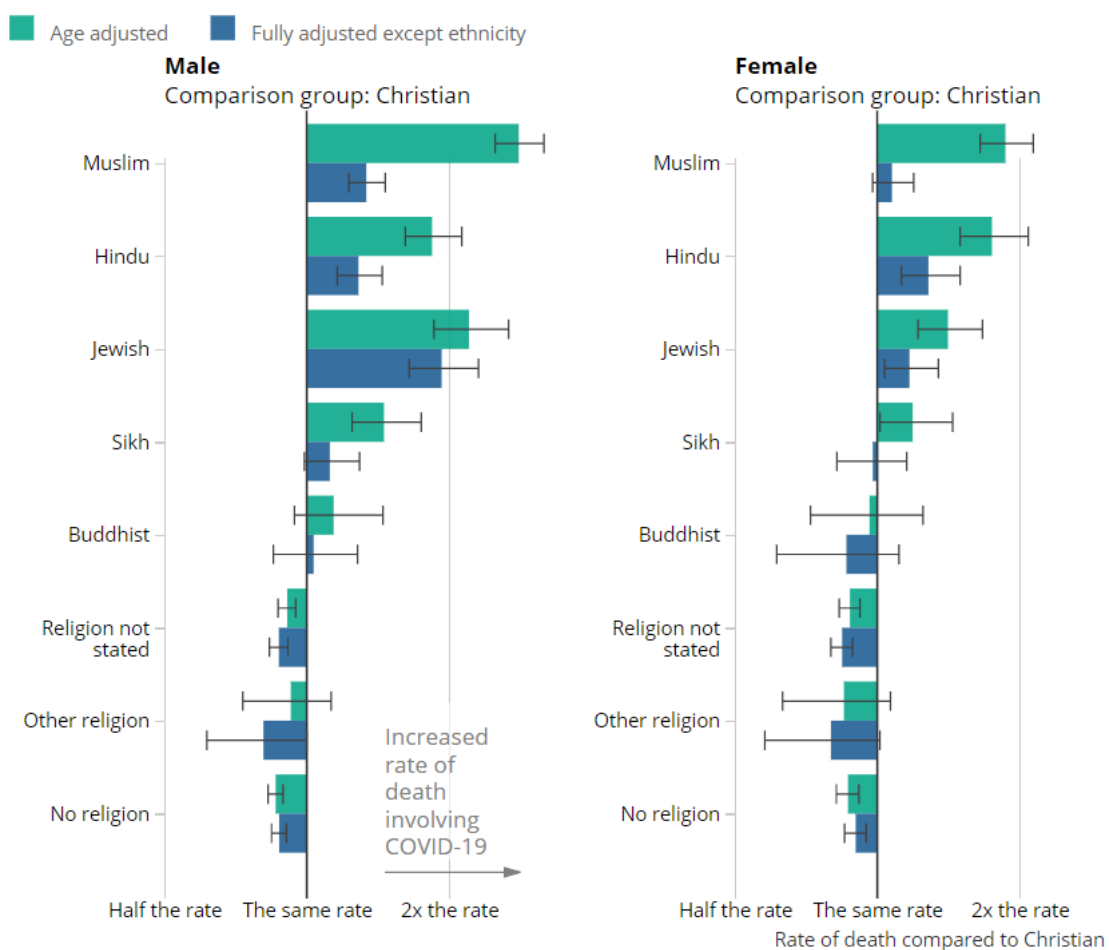 Age adjusted
Fully adjusted except ethnicity
Male
Comparison group: Christian
Muslim
Hindu
Jewish
Sikh
Buddhist
Religion not
stated
Other religion
No religion
Increased
rate of
death
involving
COVID-19
Half the rate
The same rate
2x the rate
Female
Comparison group: Christian
Muslim
Hindu
Jewish
Sikh
Buddhist
Religion not
stated
Other religion
No religion
Half the rate
The same rate
2x the rate
Rate of death compared to Christian